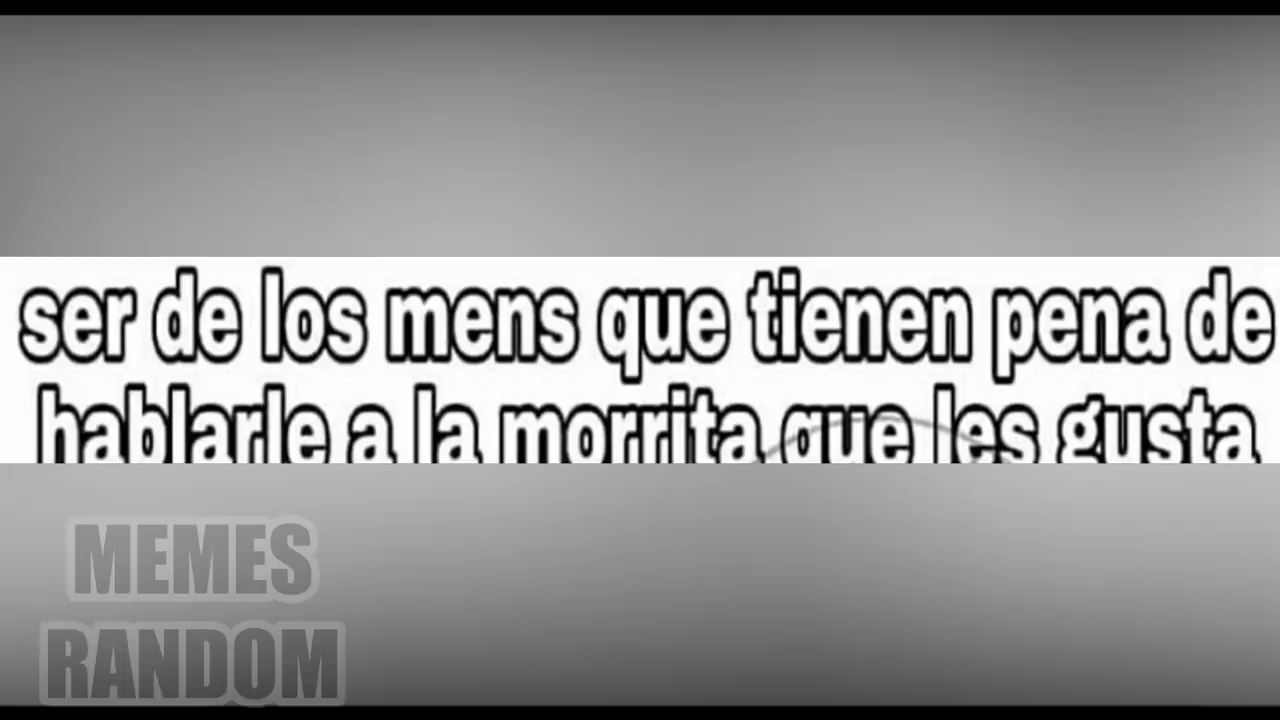 ser de los mens que tienen pena de
hablarle a la morrita que les gusta
MEMES
RANDOM